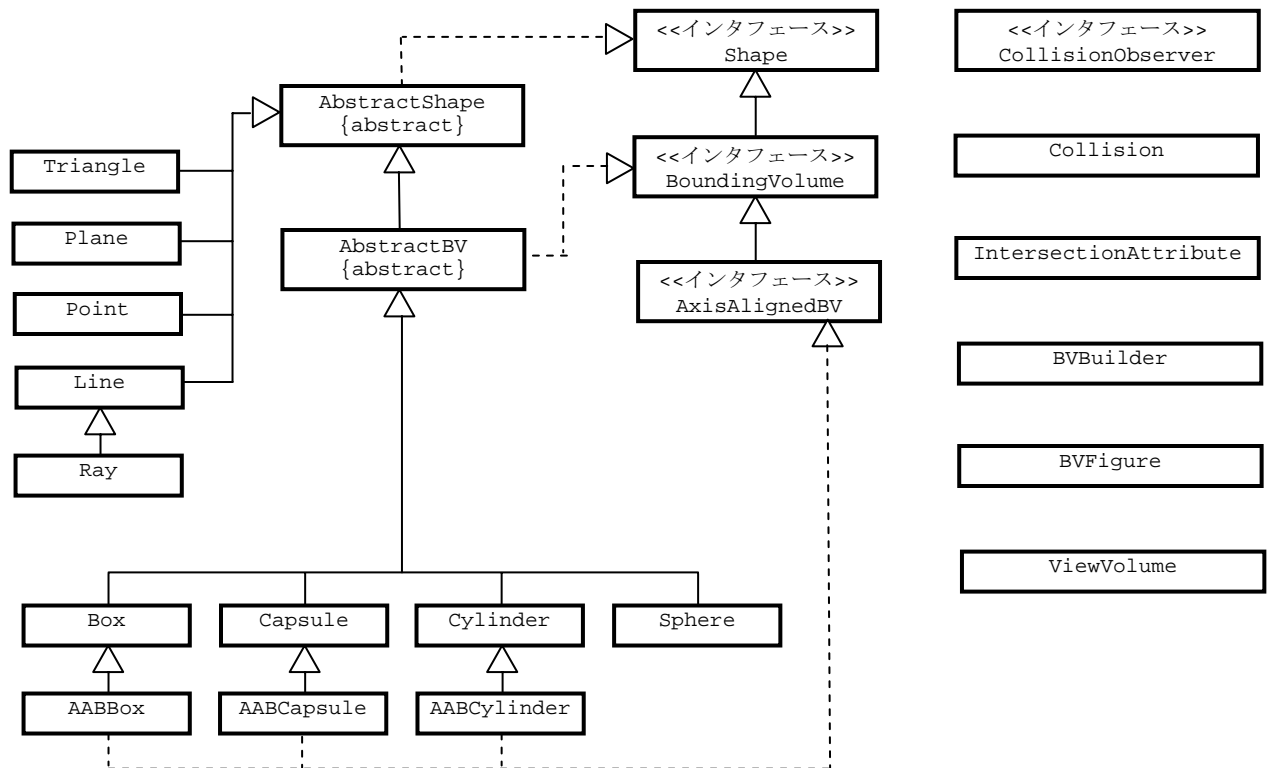 <<インタフェース>>
Shape
<<インタフェース>>
CollisionObserver
AbstractShape
{abstract}
<<インタフェース>>
BoundingVolume
Collision
Triangle
Plane
AbstractBV
{abstract}
IntersectionAttribute
<<インタフェース>>
AxisAlignedBV
Point
Line
BVBuilder
Ray
BVFigure
ViewVolume
Box
Capsule
Cylinder
Sphere
AABBox
AABCapsule
AABCylinder